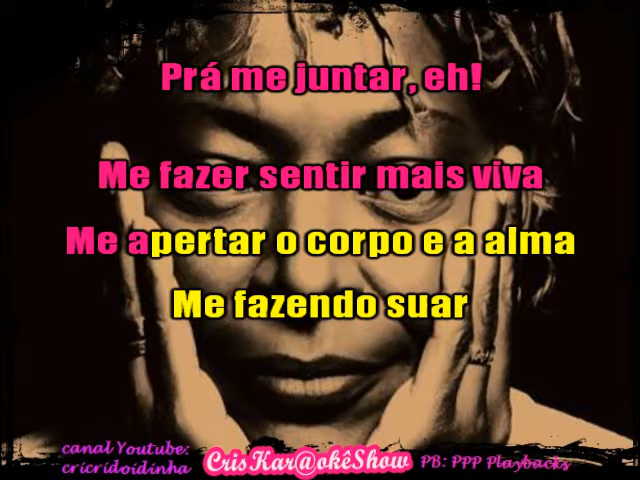 Prá me juntar, eh!
Me fazer sentir mais viva
Me apertar o corpo e a alma
Me fazendo suar
canal Youtube:
cricridoidinha
CrisKar@okêShow
PB: PPP Playbacks